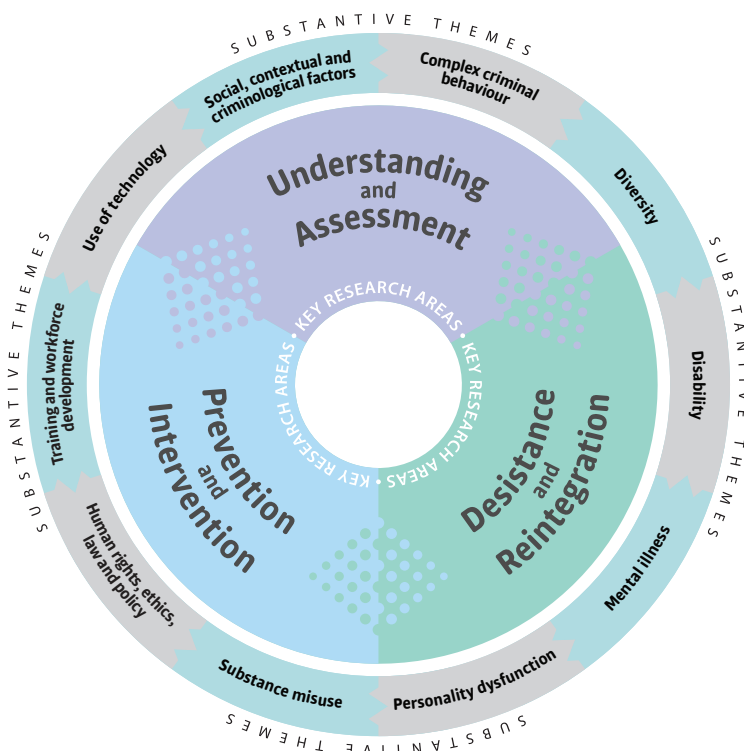 SUBSTANTIVE THEMES
Social, contextual and
criminological factors
Complex criminal
behaviour
Diversity
Disability
Mental illness
Personality dysfunction
Substance misuse
Human rights, ethics,
law and policy
Training and workforce
development
Use of technology
SUBSTANTIVE THEMES
SUBSTANTIVE THEMES
SUBSTANTIVE THEMES
Understanding
and
Assessment
Desistance
and
Reintegration
Prevention
and
Intervention
• KEY RESEARCH AREAS
• KEY RESEARCH AREAS
• KEY RESEARCH AREAS